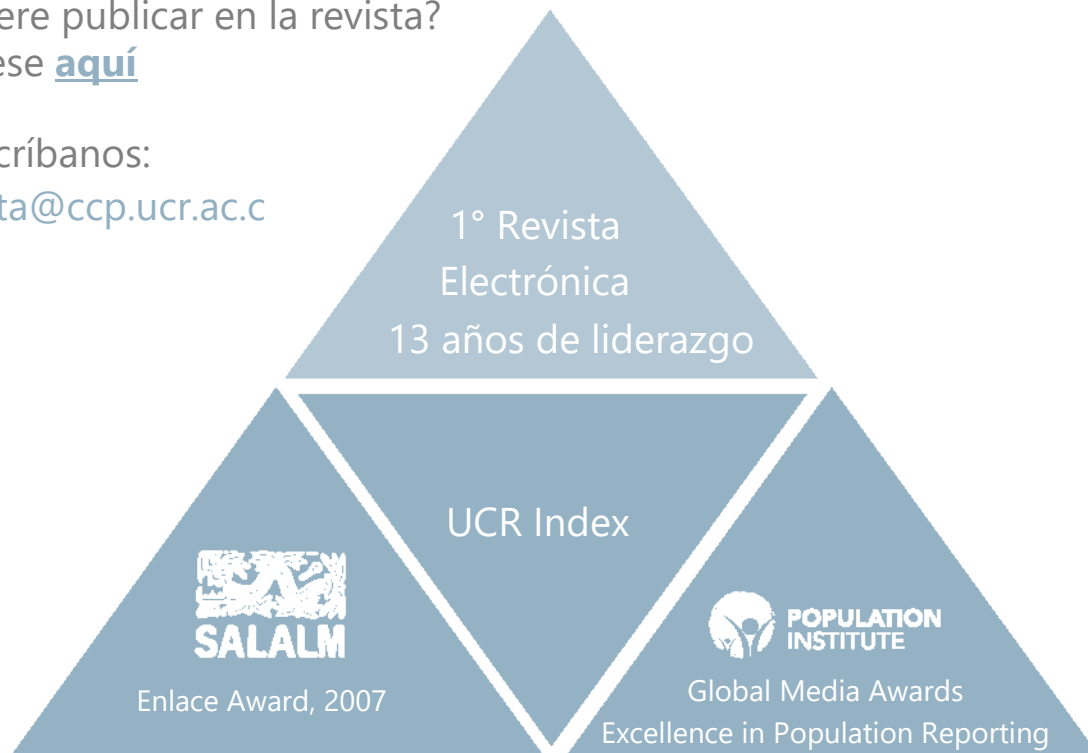 ere publicar en la revista?
ese aquí
críbanos:
ta@ccp.ucr.ac.c
1° Revista
Electrónica
13 años de liderazgo
UCR Index
SALALM
Enlace Award, 2007
POPULATION
INSTITUTE
Global Media Awards
Excellence in Population Reporting